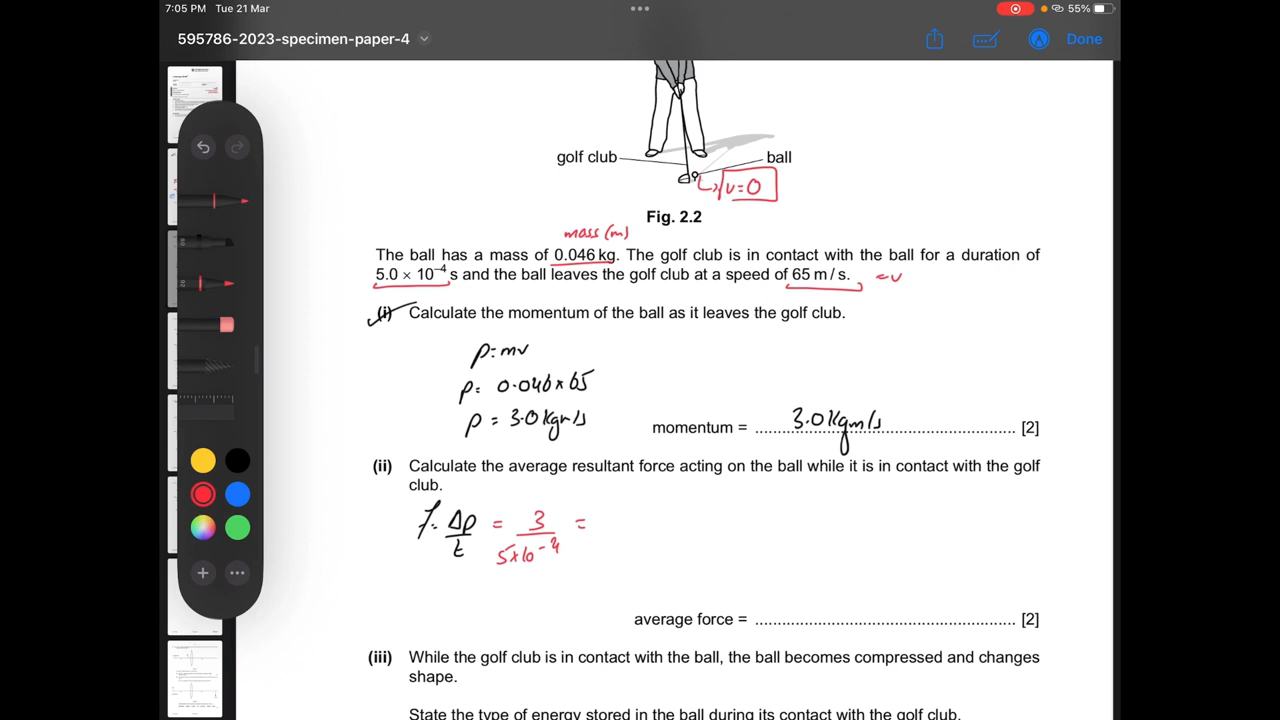 7:05 PM Tue 21 Mar
55%
595786-2023-specimen-paper-4
Done
golf club
ball
u=0
Fig. 2.2
mass (m)
The ball has a mass of 0.046 kg. The golf club is in contact with the ball for a duration of
5.0 × 10⁻⁴ s and the ball leaves the golf club at a speed of 65 m / s. =v
(i) Calculate the momentum of the ball as it leaves the golf club.
p=mv
p= 0.046×65
p = 3.0kgm/s
momentum = 3.0kgm/s [2]
(ii) Calculate the average resultant force acting on the ball while it is in contact with the golf
club.
f= Δp/t = 3/5×10⁻⁴ =
average force = [2]
(iii) While the golf club is in contact with the ball, the ball becomes compressed and changes
shape.
State the type of energy stored in the ball during its contact with the golf club.